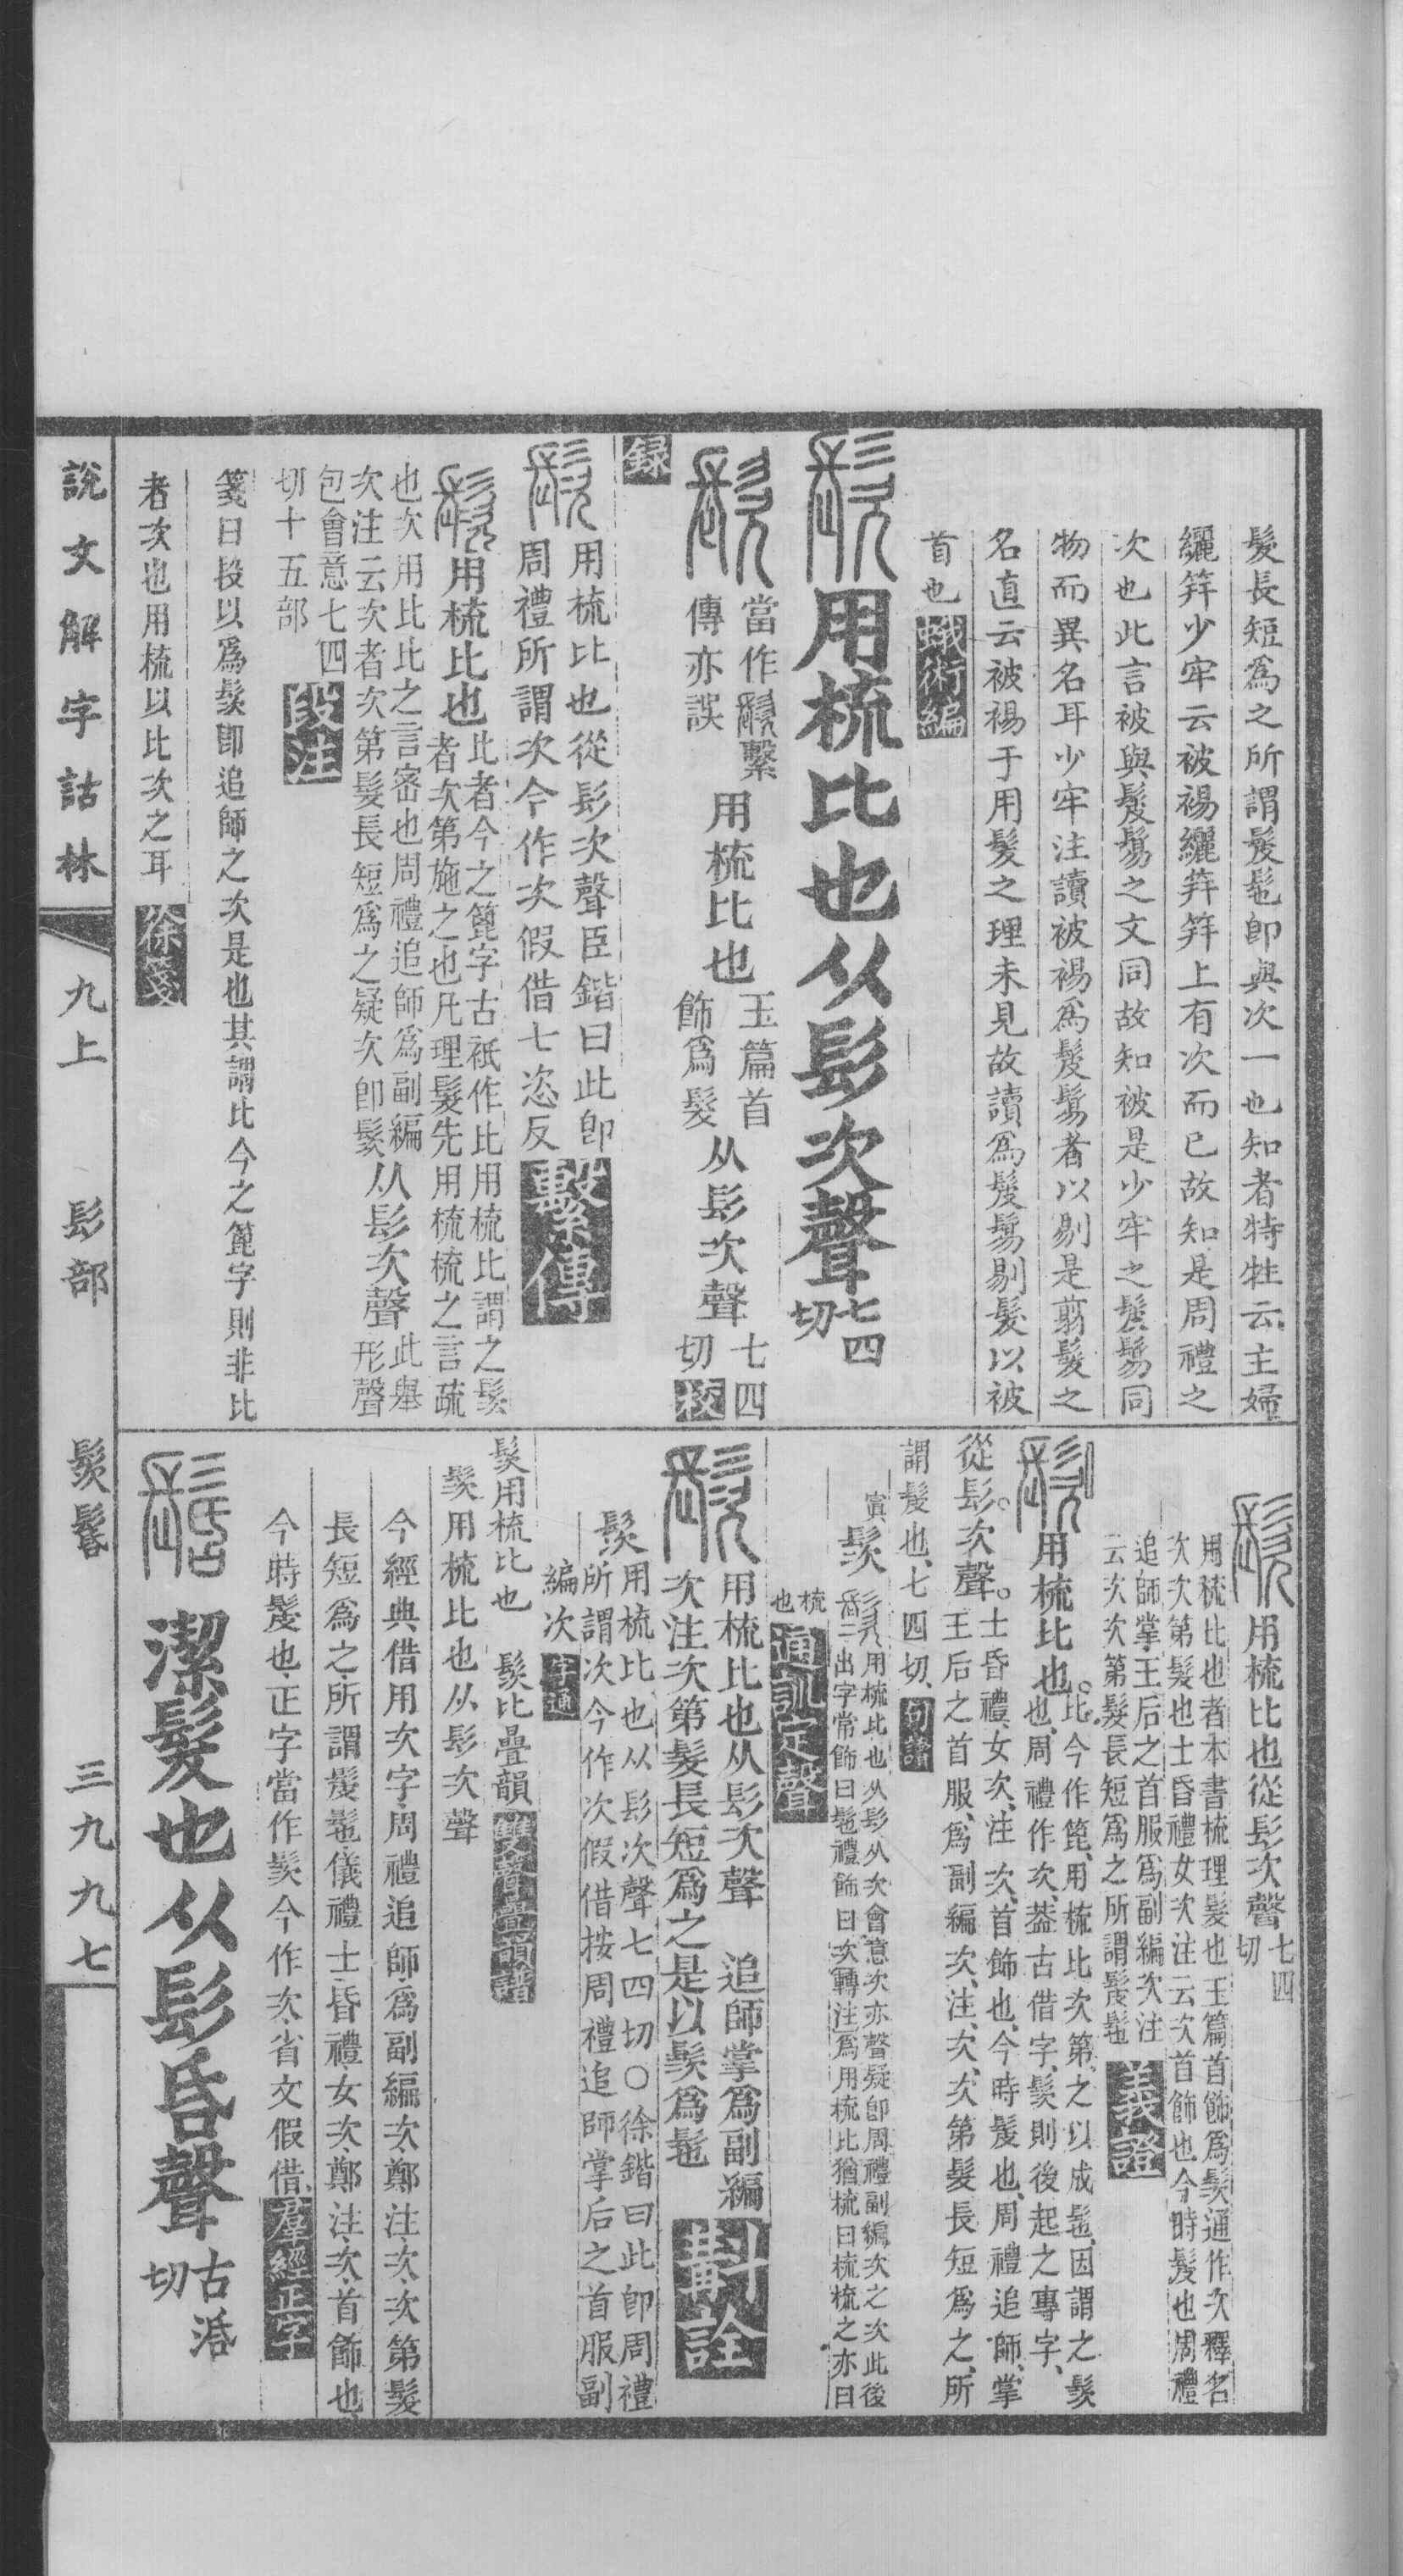 髮長短爲之所謂髲髢卽與次一也知者特牲云主婦
纚筓少牢云被裼纚筓筓上有次而已故知是周禮之
次也此言被與髲鬄之文同故知被是少牢之髲鬄同
物而異名耳少牢注讀被裼爲髲鬄者以剔是翦髮之
名直云被裼于用髮之理未見故讀爲髲鬄剔髮以被
首也蛾術編
髮用梳比也从髟次聲七四切
當作
繫傳亦誤
用梳比也玉篇首飾爲髮从髟次聲七四切校
録
用梳比也從髟次聲臣鍇曰此卽
周禮所謂次今作次假借七恣反繫傳
用梳比也此者今之篦字古衹作比用梳比謂之髲
者次第施之也凡理髮先用梳梳之言疏
也次用比比之言密也周禮追師爲副編
次注云次者次第髮長短爲之疑次卽髲从髟次聲此舉形聲
包會意七四
切十五部段注
箋曰段以爲髲卽追師之次是也其謂比今之篦字則非比
者次也用梳以比次之耳徐箋
說文解字詁林
九上
髟部
髲髺
三九九七
用梳比也從髟次聲七四切
用梳比也者本書梳理髮也玉篇首飾爲髲通作次釋名
次次第髮也士昏禮女次注云次首飾也今時髲也周禮
追師掌王后之首服爲副編次注
云次次第髮長短爲之所謂髲髢義證
用梳比也。比今作篦、用梳比次第之以成髢、因謂之髲
也、周禮作次、葢古借字、髲則後起之專字、
從髟。次聲。士昏禮、女次、注、次、首飾也、今時髲也、周禮追師、掌
王后之首服、爲副編次、注、次、次第髮長短爲之、所
謂髲也、七四切、句讀
髲用梳比也从髟从次會意次亦聲疑卽周禮副編次之次此後
出字常飾曰髢禮飾曰次轉注爲用梳比猶梳曰梳梳之亦曰
梳也通訓定聲
用梳比也从髟次聲追師掌爲副編
次注次第髮長短爲之是以髲爲髢斠詮
髲用梳比也从髟次聲七四切○徐鍇曰此卽周禮
所謂次今作次假借按周禮追師掌后之首服副
編次字通
髲用梳比也髲比疊韻雙聲疊韻譜
髲用梳比也从髟次聲
今經典借用次字周禮追師爲副編次鄭注次次第髮
長短爲之所謂髲髢儀禮士昏禮女次鄭注次首飾也
今時髲也正字當作髲今作次省文假借羣經正字
潔髮也从髟昏聲古活切